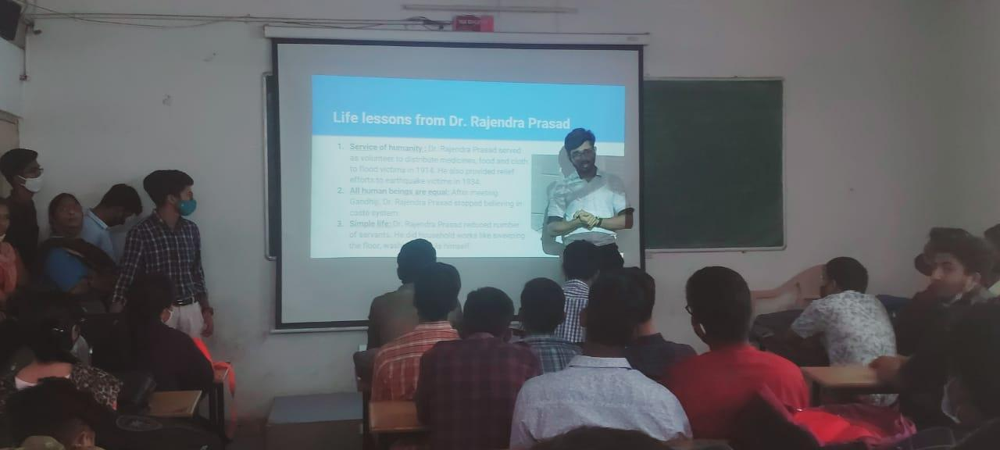 Life lessons from Dr. Rajendra Prasad
1. Service of humanity : Dr. Rajendra Prasad served
as volunteer to distribute medicines, food and cloth
to flood victims in 1914. He also provided relief
efforts to earthquake victims in 1934.
2. All human beings are equal: After meeting
Gandhiji, Dr. Rajendra Prasad stopped believing in
caste system.
3. Simple life: Dr. Rajendra Prasad reduced number
of servants. He did household works like sweeping
the floor, himself.